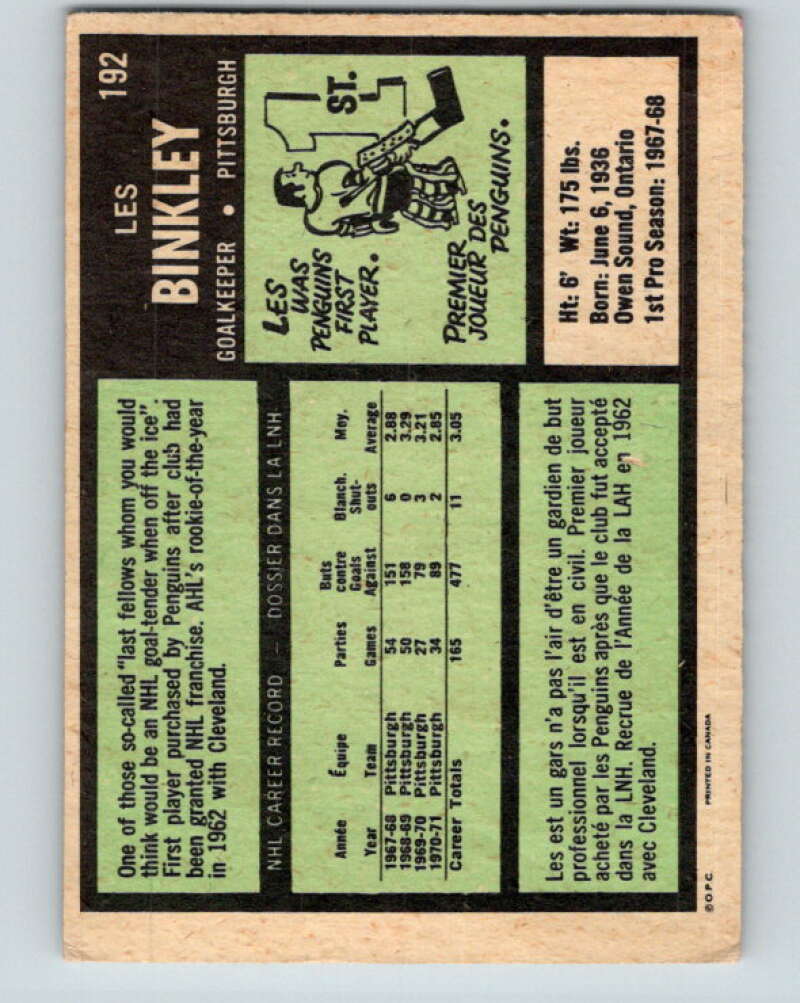 192
LES
BINKLEY
GOALKEEPER • PITTSBURGH
One of those so-called "last fellows whom you would
think would be an NHL goal-tender when off the ice".
First player purchased by Penguins after club had
been granted NHL franchise. AHL's rookie-of-the-year
in 1962 with Cleveland.
1
ST.
LES
WAS
PENGUINS
FIRST
PLAYER.
PREMIER
JOUEUR DES
PENGUINS.
NHL CAREER RECORD — DOSSIER DANS LA LNH
Année Équipe Parties Buts contre Blanch. Moy.
Year Team Games Goals Against Shut-outs Average
1967-68 Pittsburgh 54 151 6 2.88
1968-69 Pittsburgh 50 158 0 3.29
1969-70 Pittsburgh 27 79 3 3.21
1970-71 Pittsburgh 34 89 2 2.85
Career Totals 165 477 11 3.05
Ht: 6' Wt: 175 lbs.
Born: June 6, 1936
Owen Sound, Ontario
1st Pro Season: 1967-68
Les est un gars n'a pas l'air d'être un gardien de but
professionnel lorsqu'il est en civil. Premier joueur
acheté par les Penguins après que le club fut accepté
dans la LNH. Recrue de l'Année de la LAH en 1962
avec Cleveland.
© O.P.C. PRINTED IN CANADA